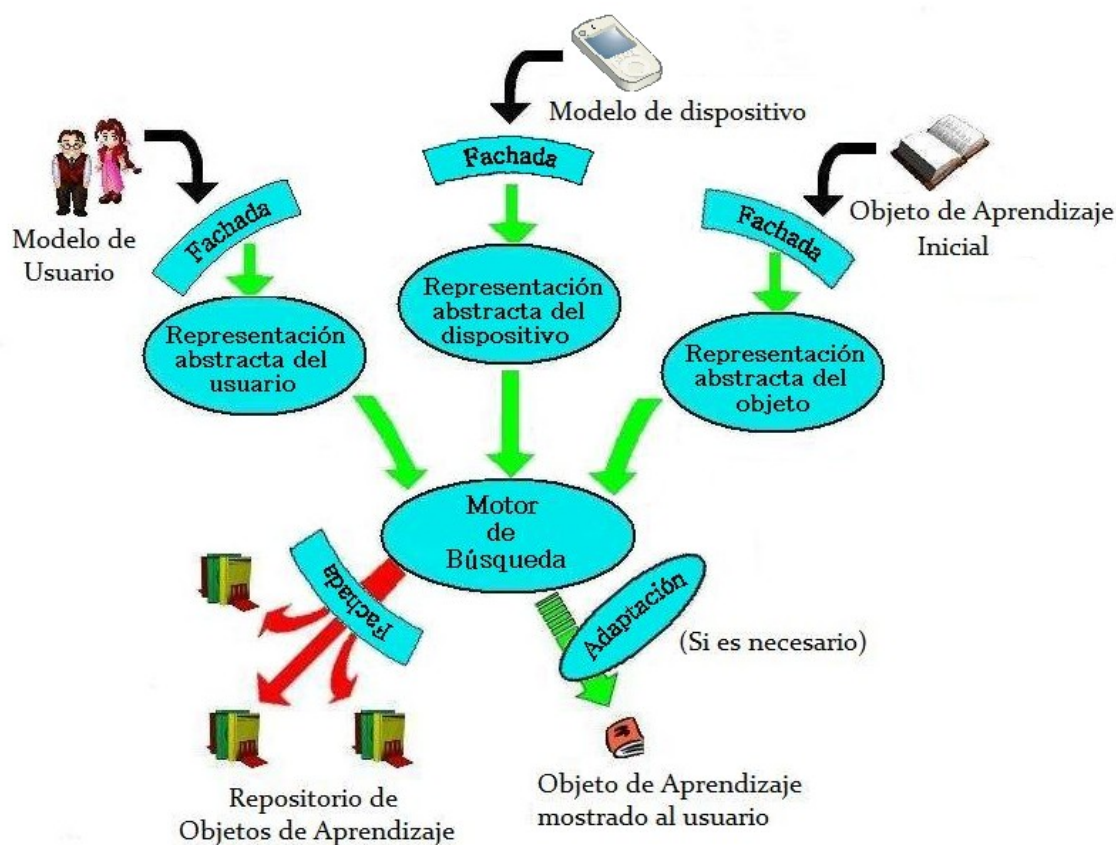 Modelo de dispositivo
Fachada
Modelo de
Usuario
Fachada
Fachada
Objeto de Aprendizaje
Inicial
Representación
abstracta del
usuario
Representación
abstracta del
dispositivo
Representación
abstracta del
objeto
Motor
de
Búsqueda
Fachada
Adaptación
(Si es necesario)
Repositorio de
Objetos de Aprendizaje
Objeto de Aprendizaje
mostrado al usuario